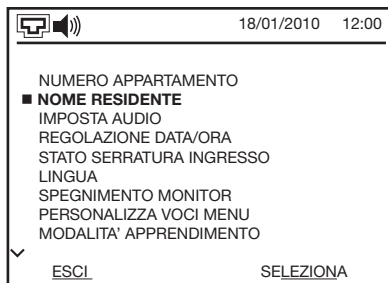 18/01/2010 12:00
NUMERO APPARTAMENTO
NOME RESIDENTE
IMPOSTA AUDIO
REGOLAZIONE DATA/ORA
STATO SERRATURA INGRESSO
LINGUA
SPEGNIMENTO MONITOR
PERSONALIZZA VOCI MENU
MODALITA' APPRENDIMENTO
ESCI SELEZIONA